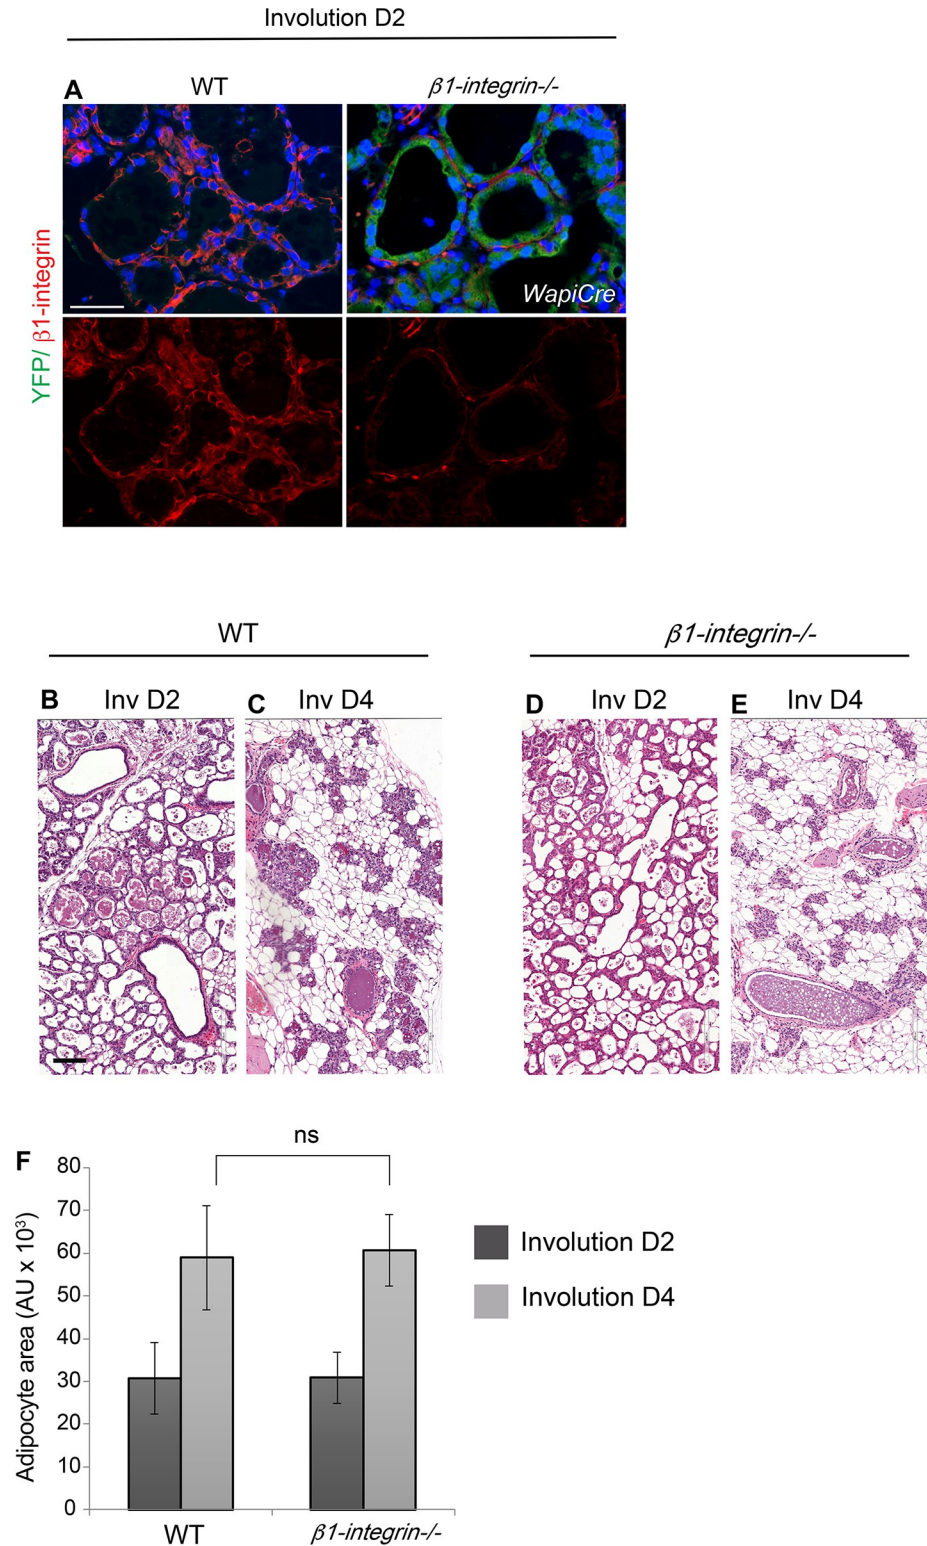 Involution D2
A
WT
β1-integrin-/-
YFP/ β1-integrin
WapiCre
WT
β1-integrin-/-
B
Inv D2
C
Inv D4
D
Inv D2
E
Inv D4
F
ns
Adipocyte area (AU x 10³)
80
70
60
50
40
30
20
10
0
WT
β1-integrin-/-
Involution D2
Involution D4